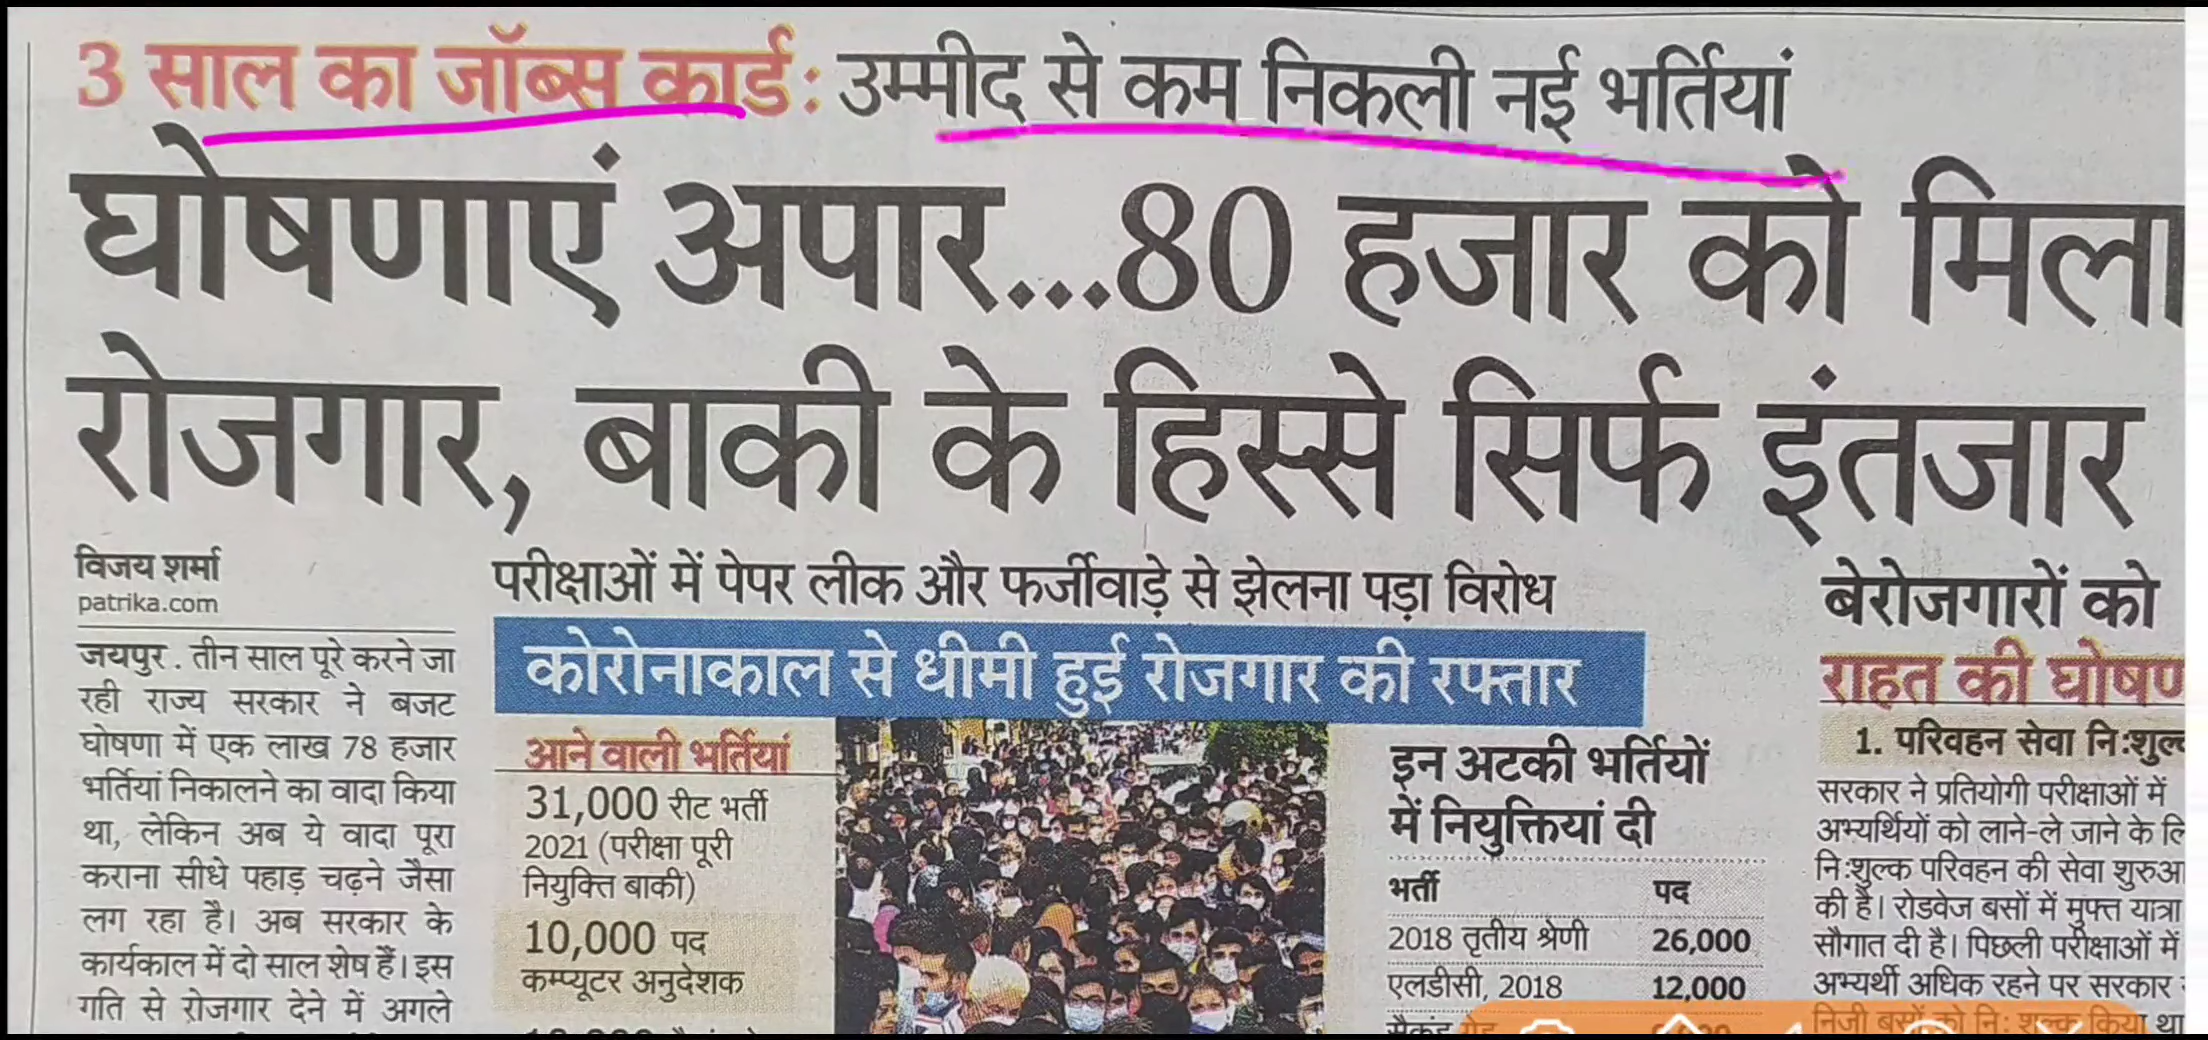 3 साल का जॉब्स कार्ड: उम्मीद से कम निकली नई भर्तियां
घोषणाएं अपार...80 हजार को मिला
रोजगार, बाकी के हिस्से सिर्फ इंतजार
विजय शर्मा
patrika.com
जयपुर. तीन साल पूरे करने जा
रही राज्य सरकार ने बजट
घोषणा में एक लाख 78 हजार
भर्तियां निकालने का वादा किया
था, लेकिन अब ये वादा पूरा
कराना सीधे पहाड़ चढ़ने जैसा
लग रहा है। अब सरकार के
कार्यकाल में दो साल शेष हैं। इस
गति से रोजगार देने में अगले
परीक्षाओं में पेपर लीक और फर्जीवाड़े से झेलना पड़ा विरोध
कोरोनाकाल से धीमी हुई रोजगार की रफ्तार
आने वाली भर्तियां
31,000 रीट भर्ती
2021 (परीक्षा पूरी
नियुक्ति बाकी)
10,000 पद
कम्प्यूटर अनुदेशक
इन अटकी भर्तियों
में नियुक्तियां दी
भर्ती पद
2018 तृतीय श्रेणी 26,000
एलडीसी, 2018 12,000
बेरोजगारों को
राहत की घोषण
1. परिवहन सेवा नि:शुल्क
सरकार ने प्रतियोगी परीक्षाओं में
अभ्यर्थियों को लाने-ले जाने के लि
नि:शुल्क परिवहन की सेवा शुरुआ
की है। रोडवेज बसों में मुफ्त यात्रा
सौगात दी है। पिछली परीक्षाओं में
अभ्यर्थी अधिक रहने पर सरकार
निजी बसों को नि: शुल्क किया था